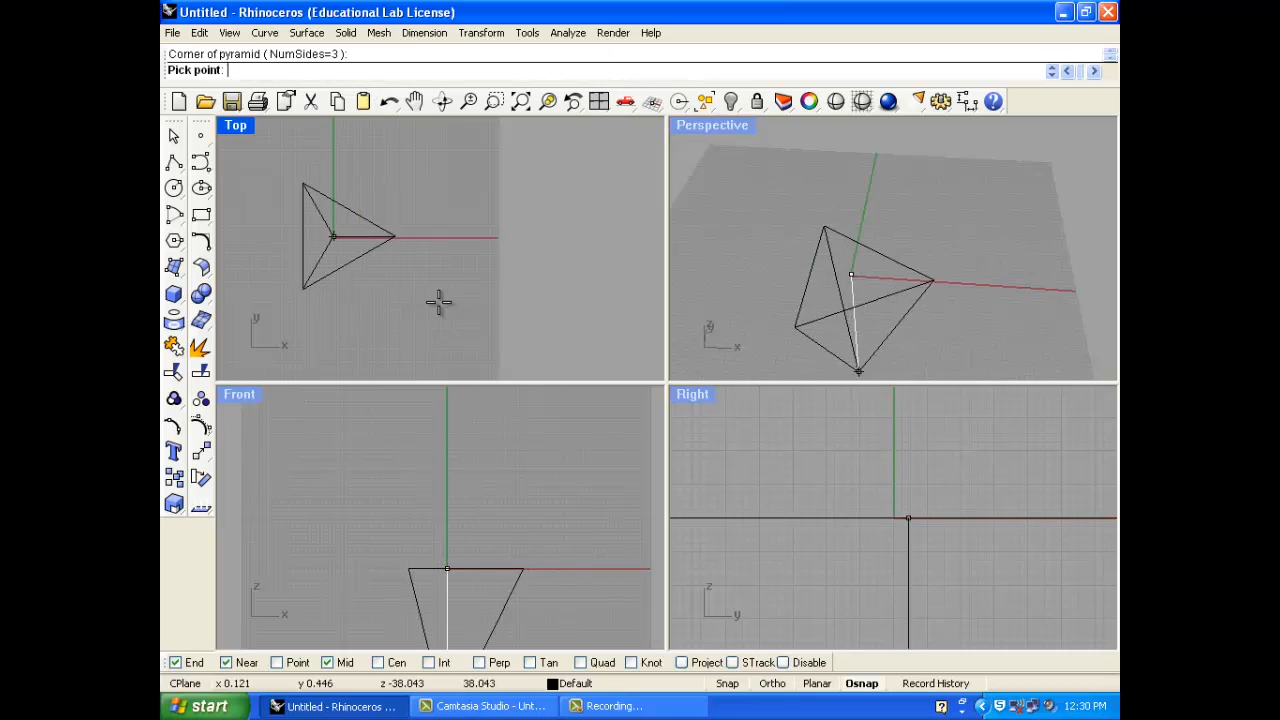 Untitled - Rhinoceros (Educational Lab License)
File Edit View Curve Surface Solid Mesh Dimension Transform Tools Analyze Render Help
Corner of pyramid ( NumSides=3 ):
Pick point:
Top
Perspective
y
x
z
x
Front
Right
z
x
z
y
End Near Point Mid Cen Int Perp Tan Quad Knot Project STrack Disable
CPlane x 0.121 y 0.446 z -38.043 38.043 Default Snap Ortho Planar Osnap Record History
start Untitled - Rhinoceros ... Camtasia Studio - Unt... Recording... 12:30 PM